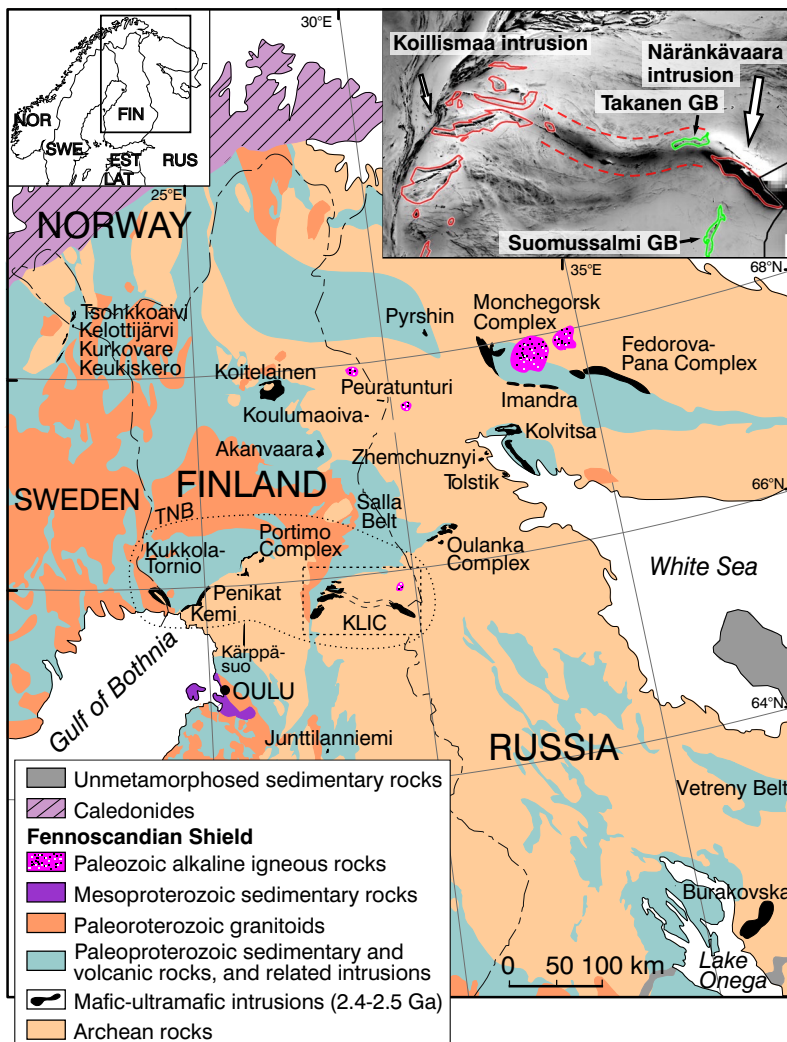 30°E
NOR
SWE
FIN
EST
LAT
RUS
Koillismaa intrusion
Näränkävaara
intrusion
Takanen GB
Suomussalmi GB
25°E
35°E
68°N
NORWAY
Tsohkkoaivi
Kelottijärvi
Kurkovare
Keukiskero
Pyrshin
Monchegorsk
Complex
Fedorova-
Pana Complex
Koitelainen
Peuratunturi
Imandra
Koulumaoiva
Kolvitsa
Akanvaara
Zhemchuznyi
Tolstik
66°N
SWEDEN
FINLAND
TNB
Salla
Belt
Kukkola-
Tornio
Portimo
Complex
Oulanka
Complex
White Sea
Penikat
Kemi
KLIC
Kärppä-
suo
Gulf of Bothnia
OULU
64°N
Junttilanniemi
RUSSIA
Vetreny Belt
Burakovska
Lake
Onega
0 50 100 km
Unmetamorphosed sedimentary rocks
Caledonides
Fennoscandian Shield
Paleozoic alkaline igneous rocks
Mesoproterozoic sedimentary rocks
Paleoroterozoic granitoids
Paleoproterozoic sedimentary and
volcanic rocks, and related intrusions
Mafic-ultramafic intrusions (2.4-2.5 Ga)
Archean rocks